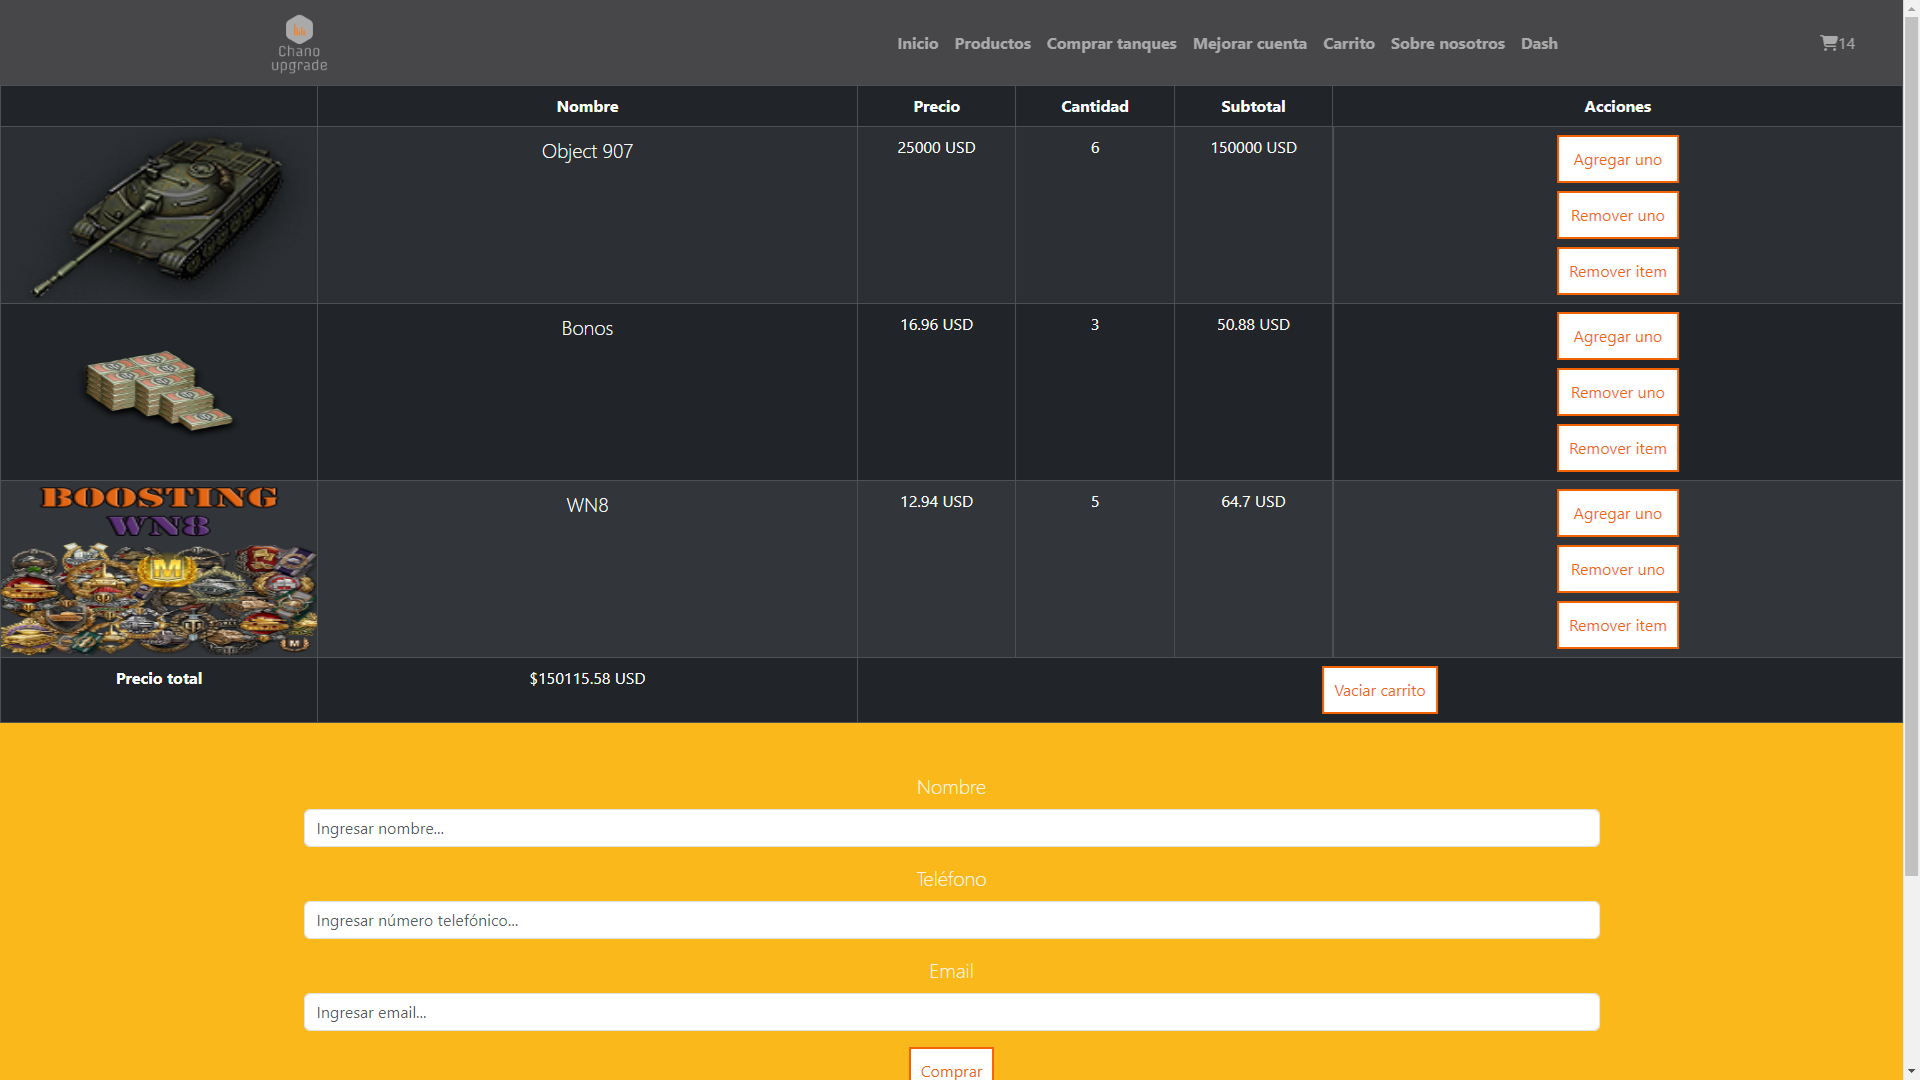 Chano
upgrade
Inicio Productos Comprar tanques Mejorar cuenta Carrito Sobre nosotros Dash 14
Nombre Precio Cantidad Subtotal Acciones
Object 907 25000 USD 6 150000 USD
Agregar uno
Remover uno
Remover item
Bonos 16.96 USD 3 50.88 USD
Agregar uno
Remover uno
Remover item
BOOSTING
WN8
WN8 12.94 USD 5 64.7 USD
Agregar uno
Remover uno
Remover item
Precio total $150115.58 USD Vaciar carrito
Nombre
Ingresar nombre...
Teléfono
Ingresar número telefónico...
Email
Ingresar email...
Comprar